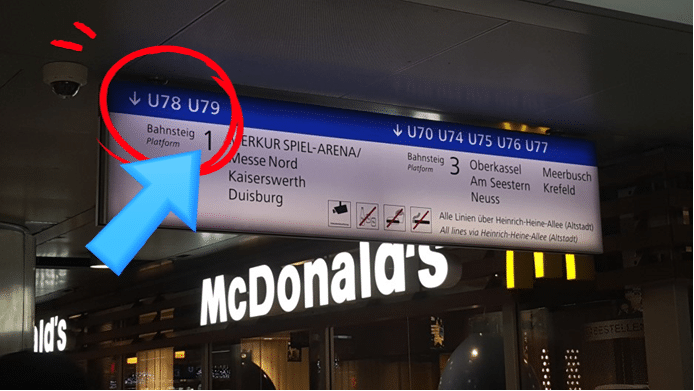 ↓ U78 U79
Bahnsteig 1
Platform
MERKUR SPIEL-ARENA/
Messe Nord
Kaiserswerth
Duisburg
↓ U70 U74 U75 U76 U77
Bahnsteig 3
Platform
Oberkassel Meerbusch
Am Seestern Krefeld
Neuss
Alle Linien über Heinrich-Heine-Allee (Altstadt)
All lines via Heinrich-Heine-Allee (Altstadt)
McDonald's
ld's
BESTELLEN